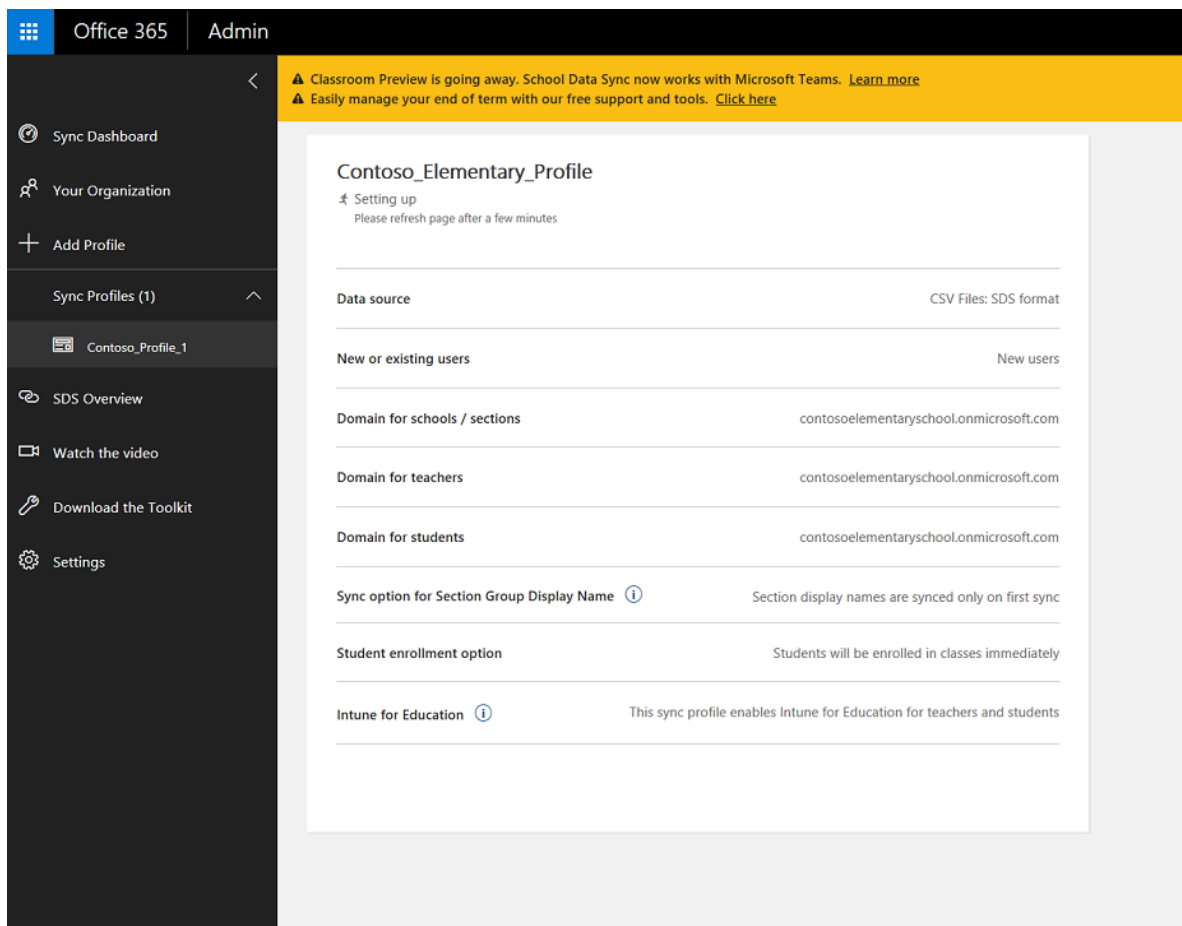 Office 365 Admin
Classroom Preview is going away. School Data Sync now works with Microsoft Teams. Learn more
Easily manage your end of term with our free support and tools. Click here
Sync Dashboard
Your Organization
Add Profile
Sync Profiles (1)
Contoso_Profile_1
SDS Overview
Watch the video
Download the Toolkit
Settings
Contoso_Elementary_Profile
Setting up
Please refresh page after a few minutes
Data source CSV Files: SDS format
New or existing users New users
Domain for schools / sections contosoelementaryschool.onmicrosoft.com
Domain for teachers contosoelementaryschool.onmicrosoft.com
Domain for students contosoelementaryschool.onmicrosoft.com
Sync option for Section Group Display Name Section display names are synced only on first sync
Student enrollment option Students will be enrolled in classes immediately
Intune for Education This sync profile enables Intune for Education for teachers and students